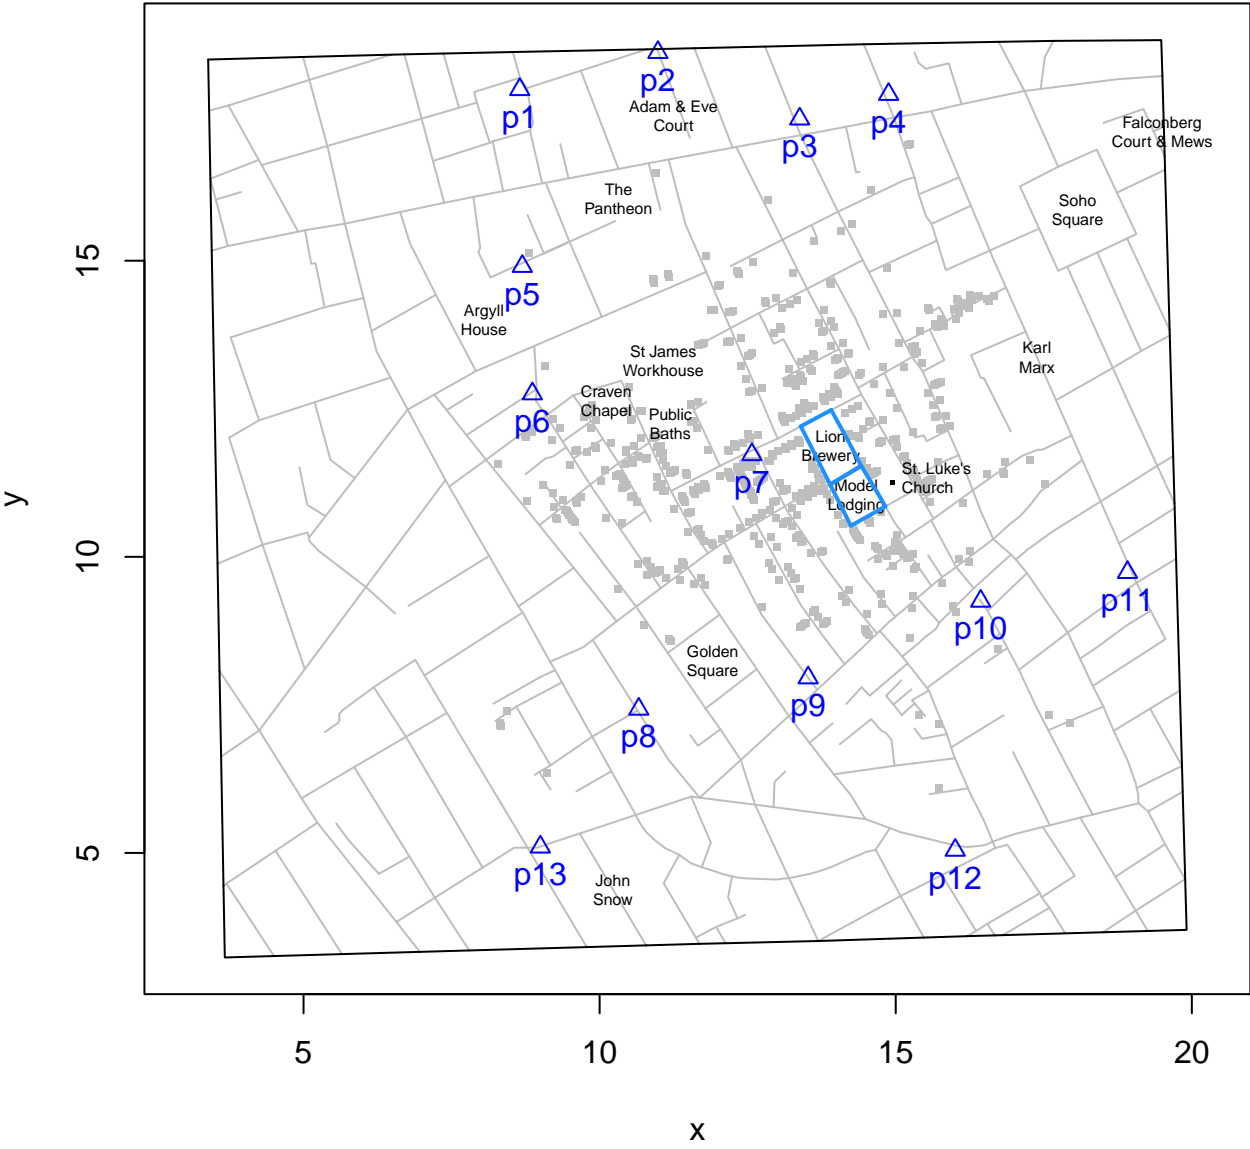 p2
p1
Adam & Eve
Court
p4
p3
Falconberg
Court & Mews
The
Pantheon
Soho
Square
15
p5
Argyll
House
St James
Workhouse
Karl
Marx
Craven
Chapel
p6
Public
Baths
Lion
Brewery
p7
St. Luke's
Church
Model
Lodging
y
10
p11
p10
Golden
Square
p9
p8
5
p13
John
Snow
p12
5
10
15
20
x